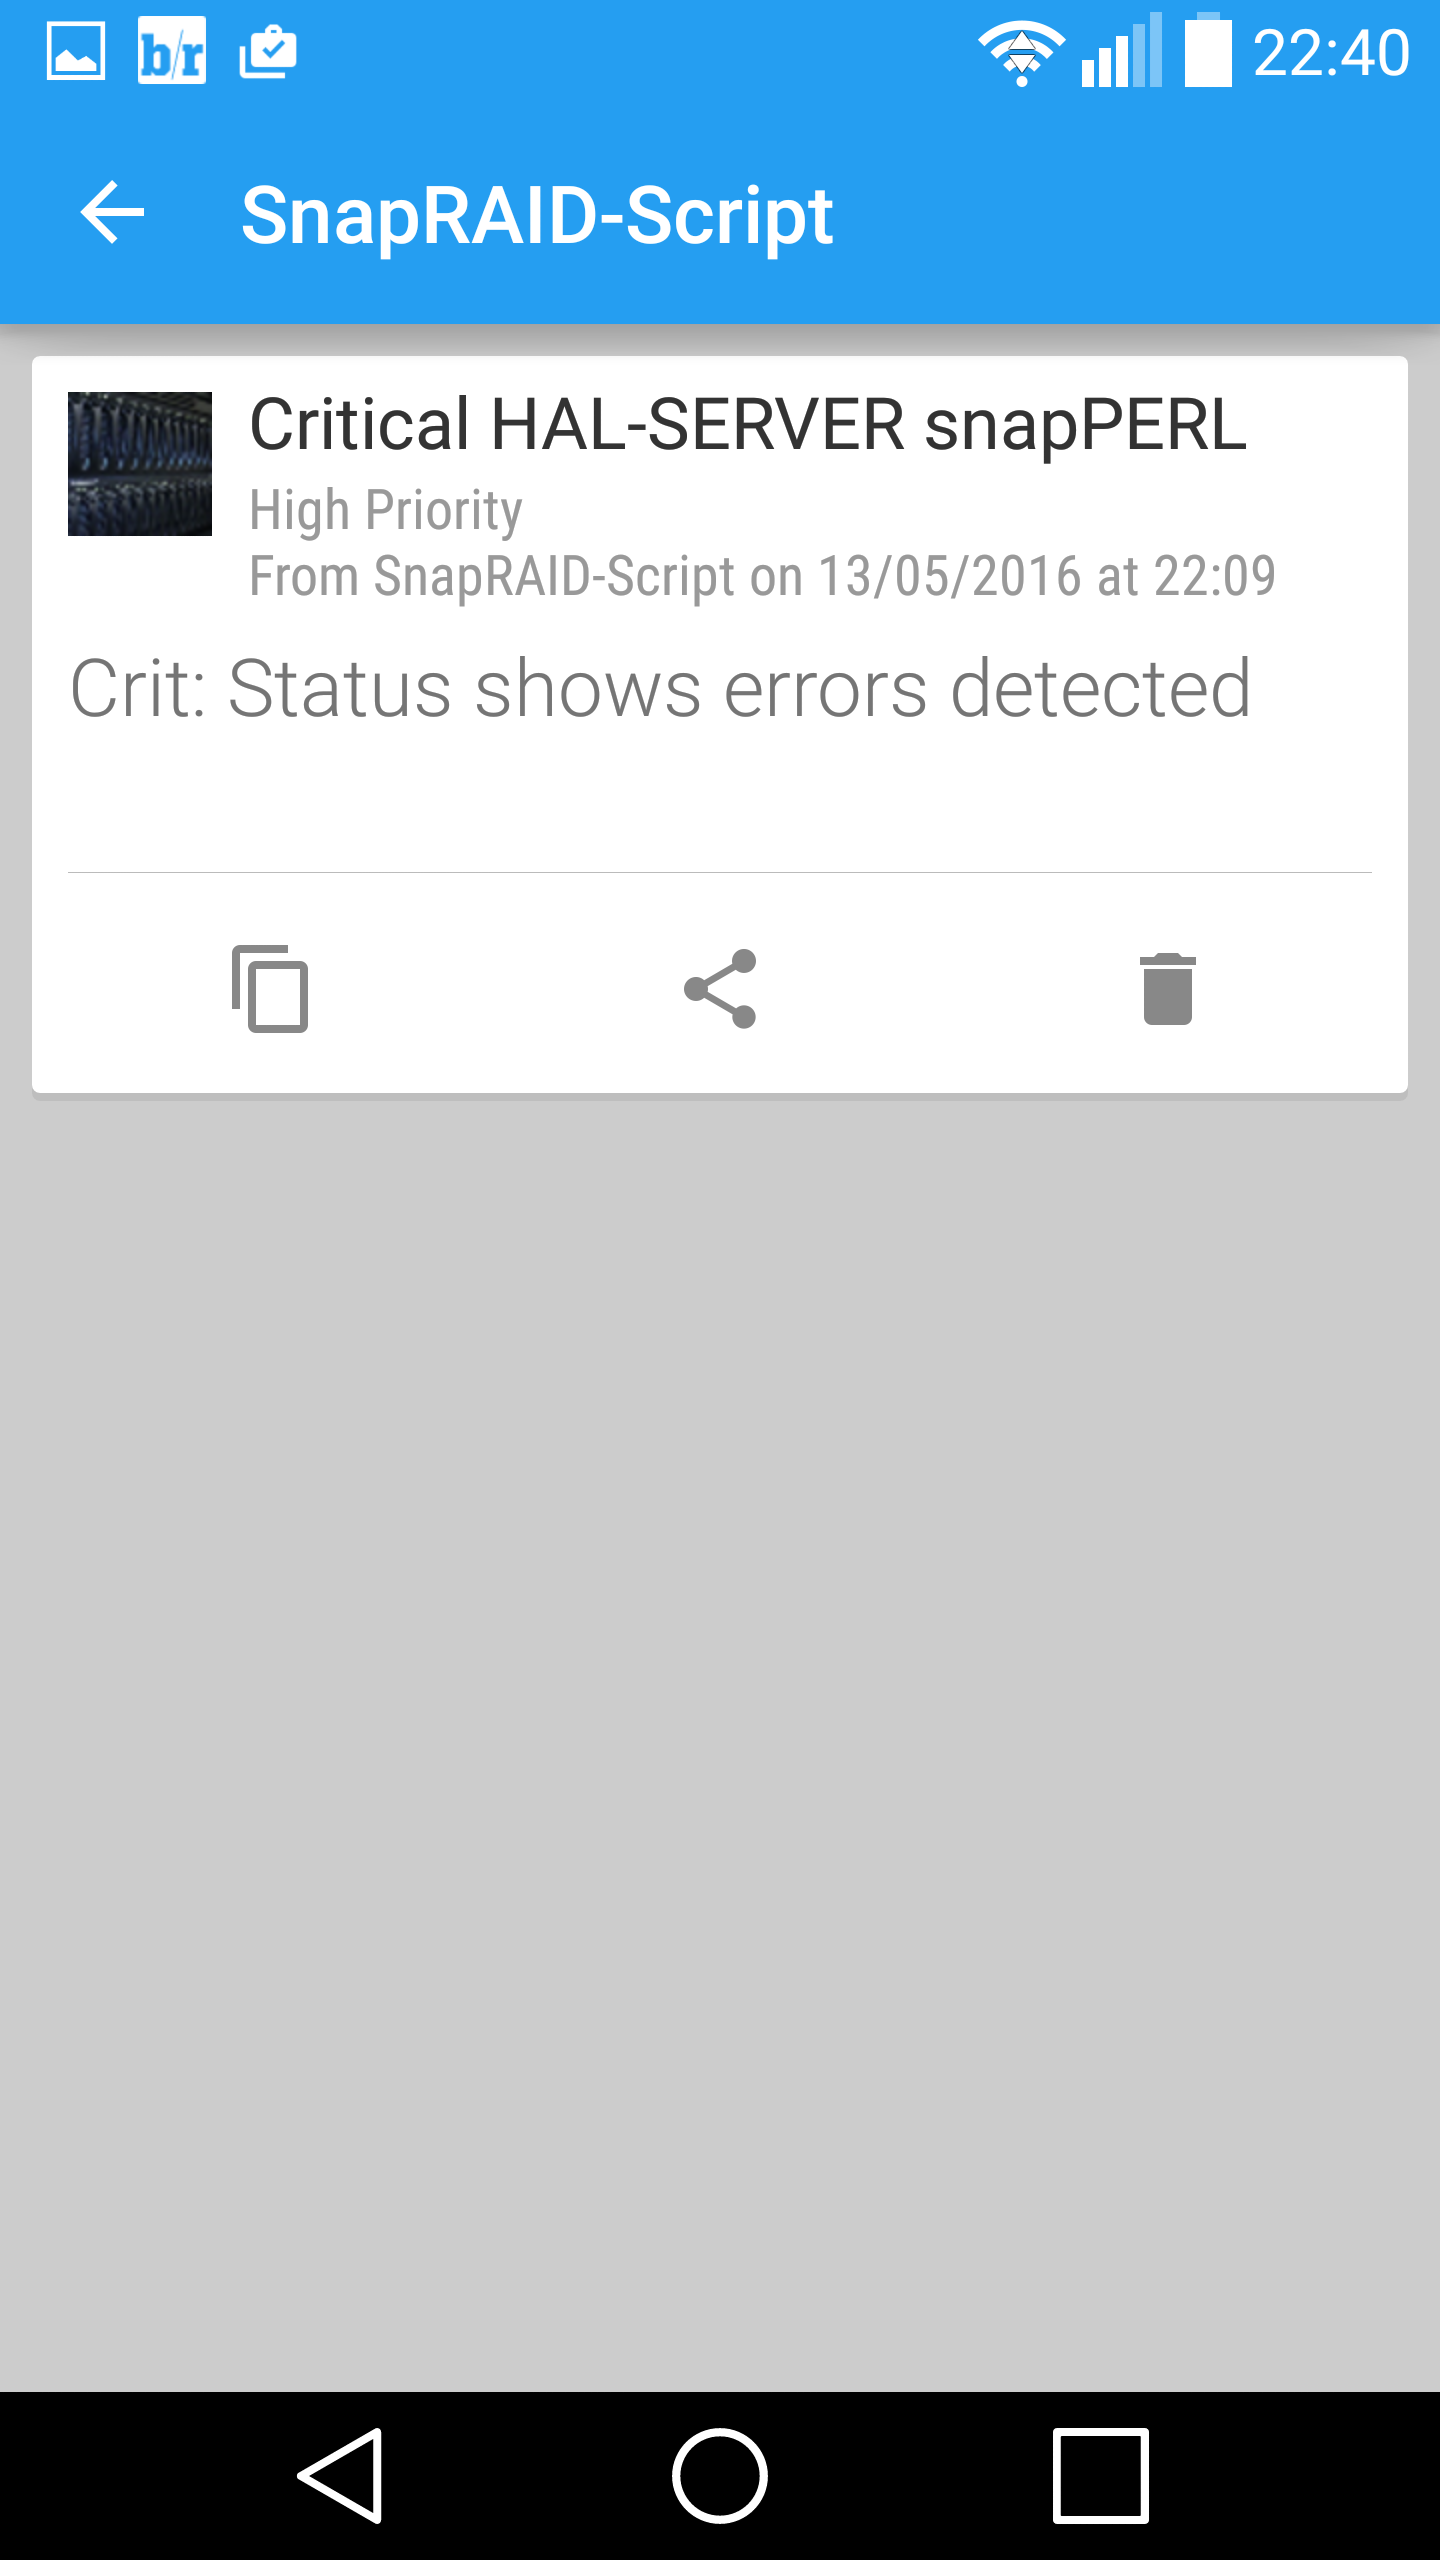 b/r
22:40
SnapRAID-Script
Critical HAL-SERVER snapPERL
High Priority
From SnapRAID-Script on 13/05/2016 at 22:09
Crit: Status shows errors detected